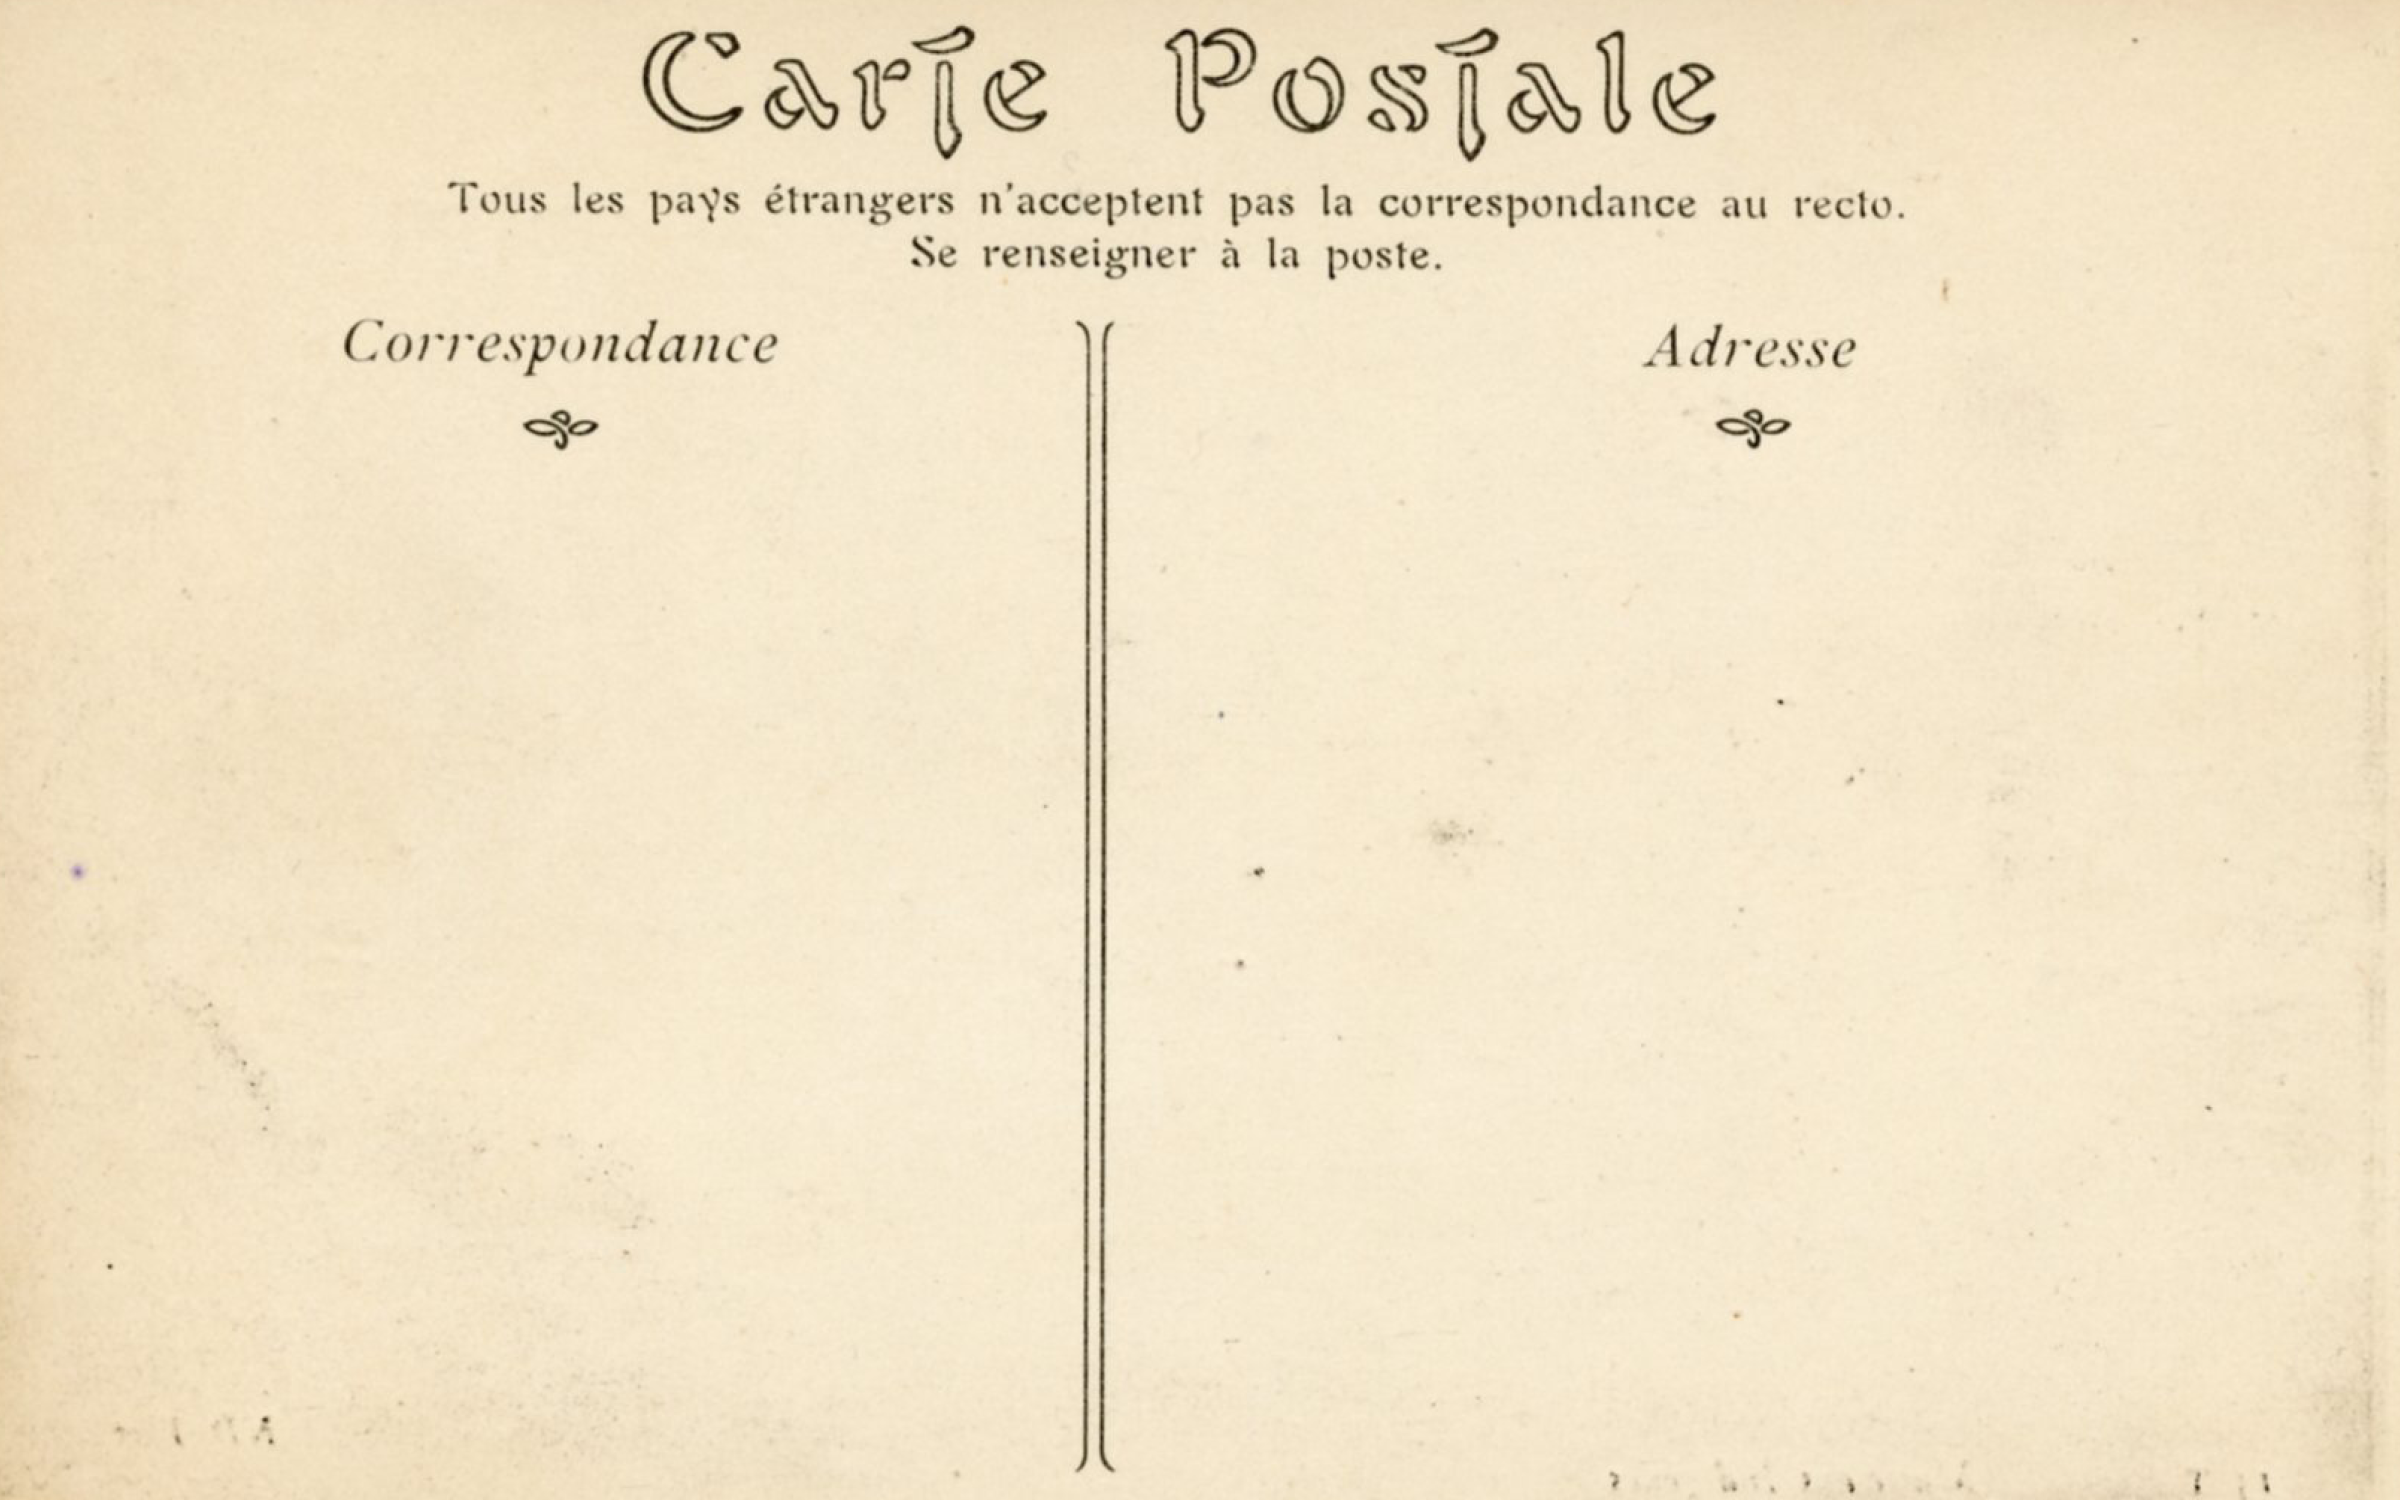 Carte Postale
Tous les pays étrangers n'acceptent pas la correspondance au recto.
Se renseigner à la poste.
Correspondance
Adresse